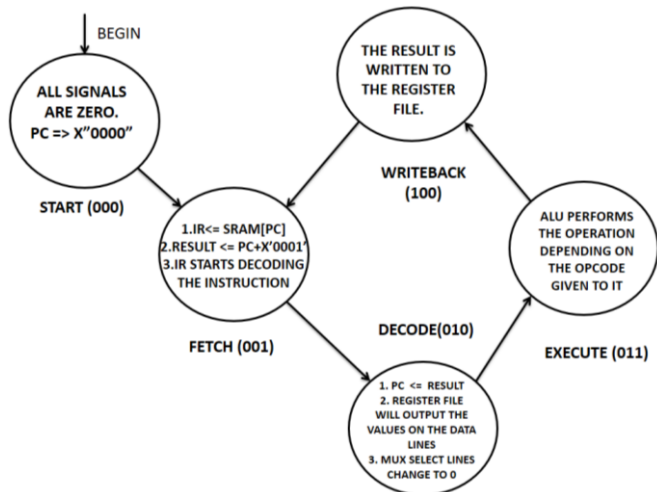 BEGIN
ALL SIGNALS
ARE ZERO.
PC => X”0000”
START (000)
1.IR<= SRAM[PC]
2.RESULT <= PC+X’0001’
3.IR STARTS DECODING
THE INSTRUCTION
FETCH (001)
DECODE(010)
1. PC <= RESULT
2. REGISTER FILE
WILL OUTPUT THE
VALUES ON THE DATA
LINES
3. MUX SELECT LINES
CHANGE TO 0
ALU PERFORMS
THE OPERATION
DEPENDING ON
THE OPCODE
GIVEN TO IT
EXECUTE (011)
THE RESULT IS
WRITTEN TO
THE REGISTER
FILE.
WRITEBACK
(100)